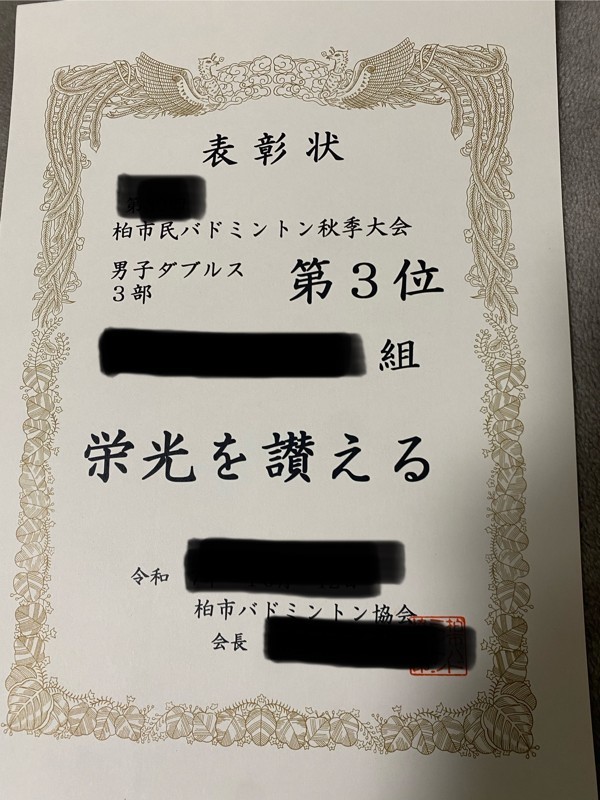 表彰状
第
柏市民バドミントン秋季大会
男子ダブルス
3部
第3位
組
栄光を讃える
令和
柏市バドミントン協会
会長